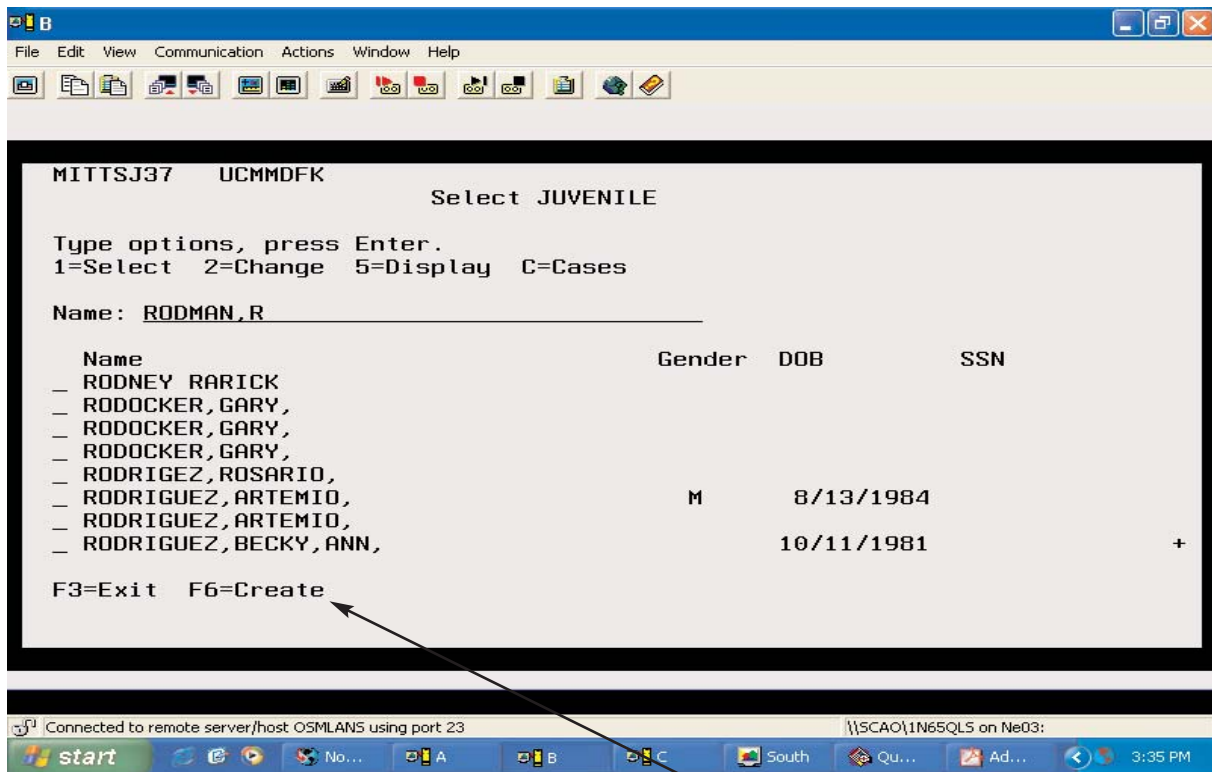 B
File Edit View Communication Actions Window Help
MITTSJ37 UCMMDFK
Select JUVENILE
Type options, press Enter.
1=Select 2=Change 5=Display C=Cases
Name: RODMAN,R
Name Gender DOB SSN
_ RODNEY RARICK
_ RODOCKER,GARY,
_ RODOCKER,GARY,
_ RODOCKER,GARY,
_ RODRIGEZ,ROSARIO,
_ RODRIGUEZ,ARTEMIO, M 8/13/1984
_ RODRIGUEZ,ARTEMIO,
_ RODRIGUEZ,BECKY,ANN, 10/11/1981 +
F3=Exit F6=Create
Connected to remote server/host OSMLANS using port 23 \\SCAO\1N65QLS on Ne03:
start No... A B C South Qu... Ad... 3:35 PM